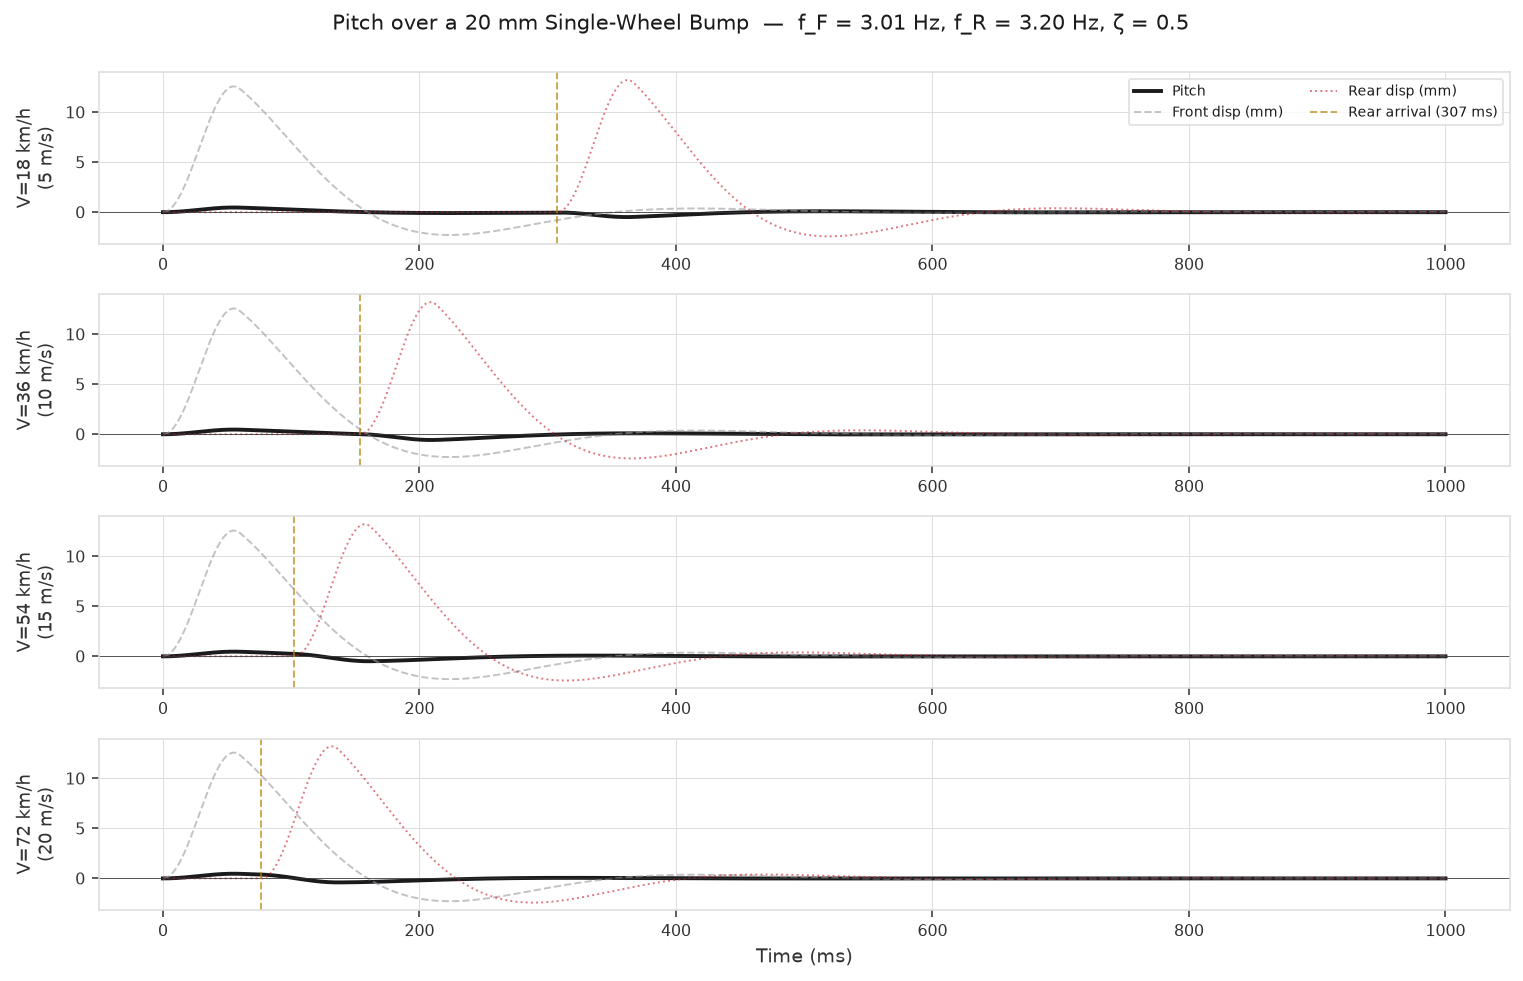 Pitch over a 20 mm Single-Wheel Bump — f_F = 3.01 Hz, f_R = 3.20 Hz, ζ = 0.5
V=18 km/h
(5 m/s)
10
5
0
Pitch
Front disp (mm)
Rear disp (mm)
Rear arrival (307 ms)
0 200 400 600 800 1000
V=36 km/h
(10 m/s)
10
5
0
0 200 400 600 800 1000
V=54 km/h
(15 m/s)
10
5
0
0 200 400 600 800 1000
V=72 km/h
(20 m/s)
10
5
0
0 200 400 600 800 1000
Time (ms)